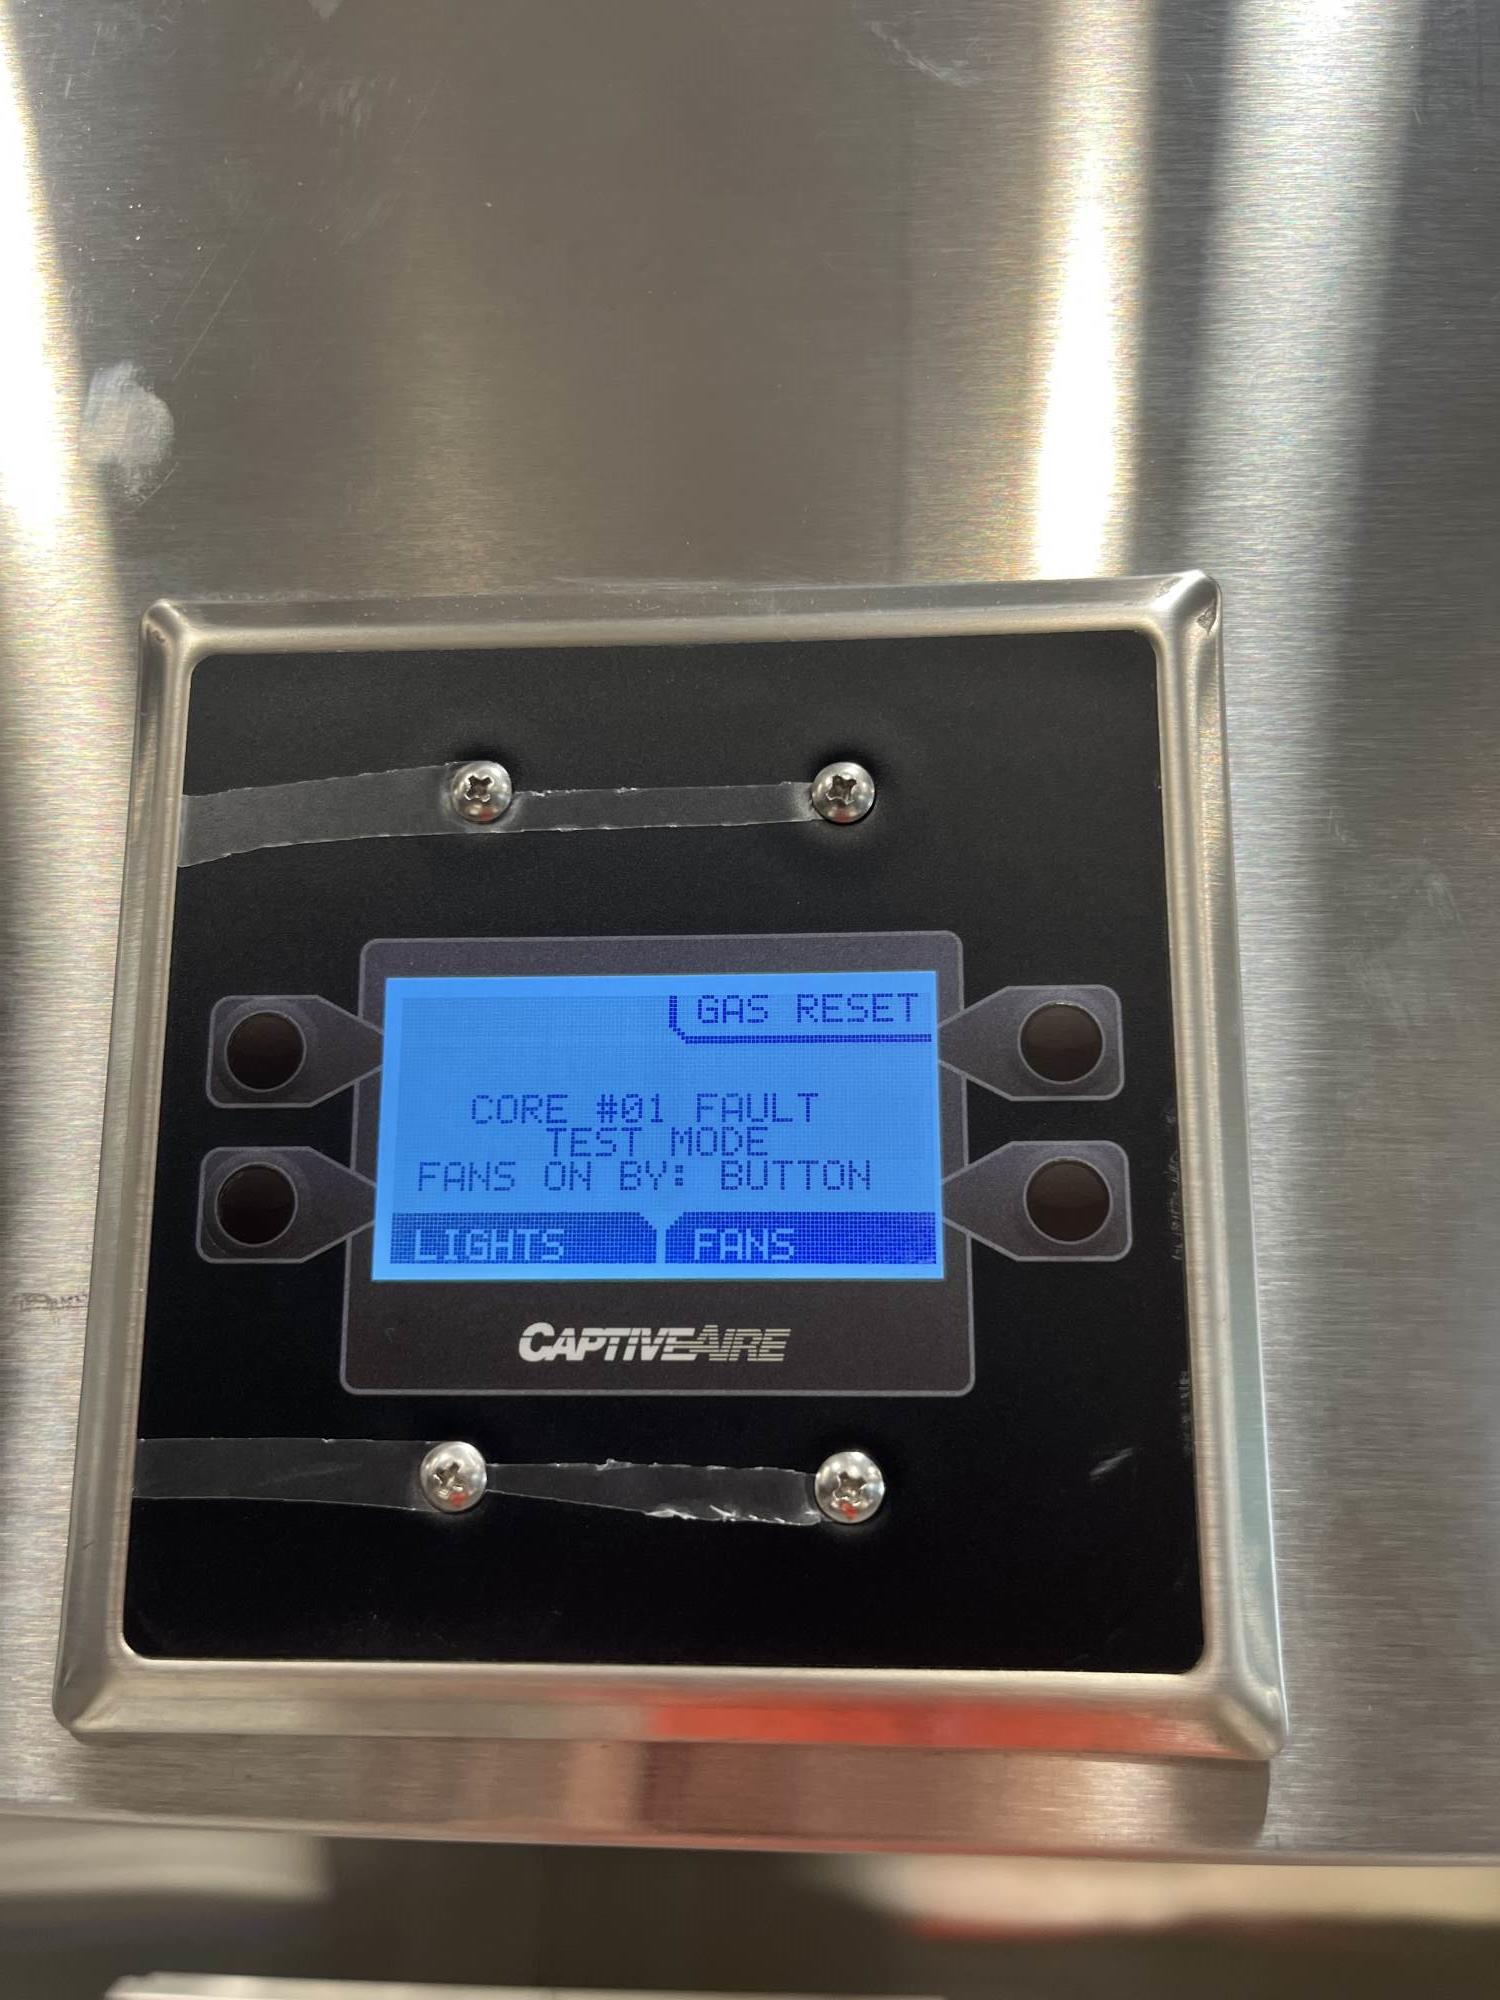 GAS RESET
CORE #01 FAULT
TEST MODE
FANS ON BY: BUTTON
LIGHTS FANS
CAPTIVEAIRE